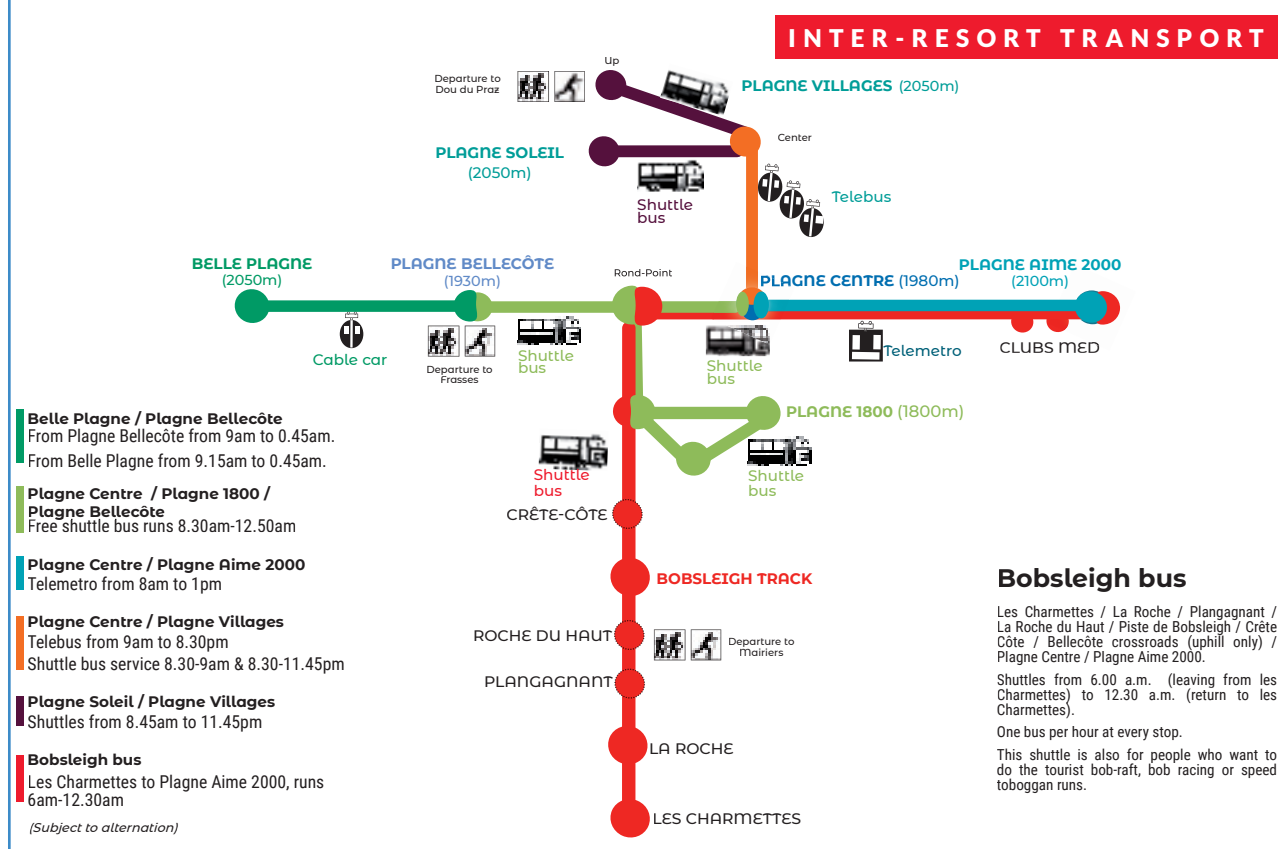 INTER-RESORT TRANSPORT
Up
Departure to
Dou du Praz
PLAGNE VILLAGES (2050m)
Center
PLAGNE SOLEIL
(2050m)
Shuttle
bus
Telebus
BELLE PLAGNE
(2050m)
PLAGNE BELLECÔTE
(1930m)
Rond-Point
PLAGNE CENTRE (1980m)
PLAGNE AIME 2000
(2100m)
Cable car
Departure to
Frasses
Shuttle
bus
Shuttle
bus
Telemetro
CLUBS MED
PLAGNE 1800 (1800m)
Shuttle
bus
Shuttle
bus
CRÊTE-CÔTE
BOBSLEIGH TRACK
ROCHE DU HAUT
Departure to
Mairiers
PLANGAGNANT
LA ROCHE
LES CHARMETTES
Belle Plagne / Plagne Bellecôte
From Plagne Bellecôte from 9am to 0.45am.
From Belle Plagne from 9.15am to 0.45am.
Plagne Centre / Plagne 1800 /
Plagne Bellecôte
Free shuttle bus runs 8.30am-12.50am
Plagne Centre / Plagne Aime 2000
Telemetro from 8am to 1pm
Plagne Centre / Plagne Villages
Telebus from 9am to 8.30pm
Shuttle bus service 8.30-9am & 8.30-11.45pm
Plagne Soleil / Plagne Villages
Shuttles from 8.45am to 11.45pm
Bobsleigh bus
Les Charmettes to Plagne Aime 2000, runs
6am-12.30am
(Subject to alternation)
Bobsleigh bus
Les Charmettes / La Roche / Plangagnant /
La Roche du Haut / Piste de Bobsleigh / Crête
Côte / Bellecôte crossroads (uphill only) /
Plagne Centre / Plagne Aime 2000.
Shuttles from 6.00 a.m. (leaving from les
Charmettes) to 12.30 a.m. (return to les
Charmettes).
One bus per hour at every stop.
This shuttle is also for people who want to
do the tourist bob-raft, bob racing or speed
toboggan runs.